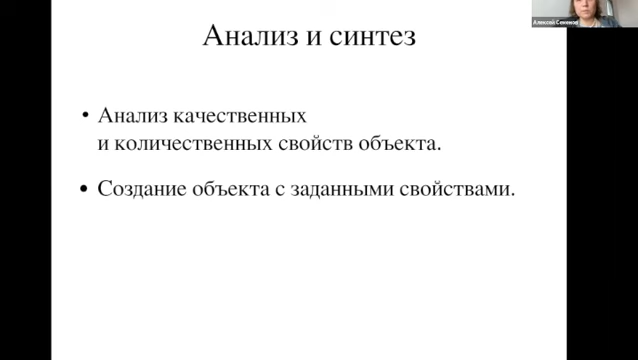 Анализ и синтез
• Анализ качественных
и количественных свойств объекта.
• Создание объекта с заданными свойствами.
Алексей Семенов